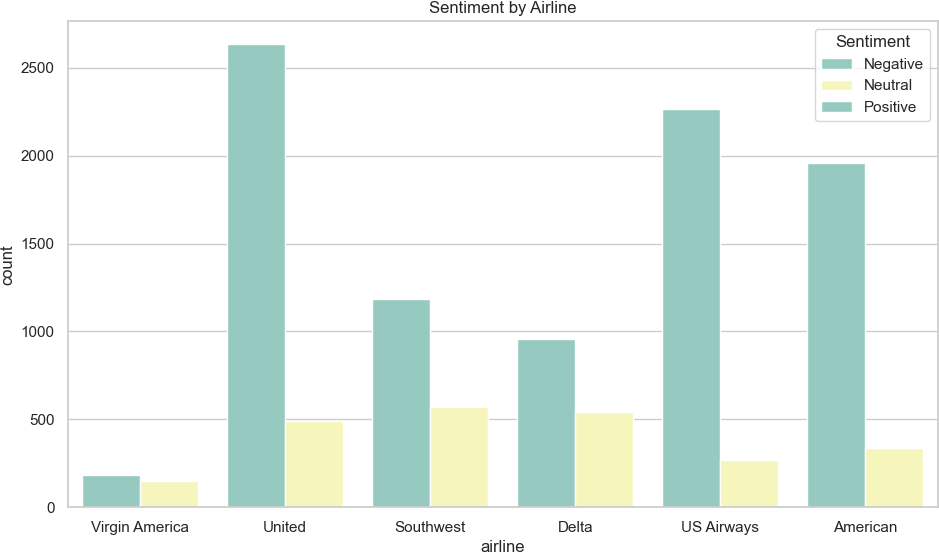 Sentiment by Airline
Sentiment
Negative
Neutral
Positive
2500
2000
1500
1000
500
0
count
Virgin America
United
Southwest
Delta
US Airways
American
airline